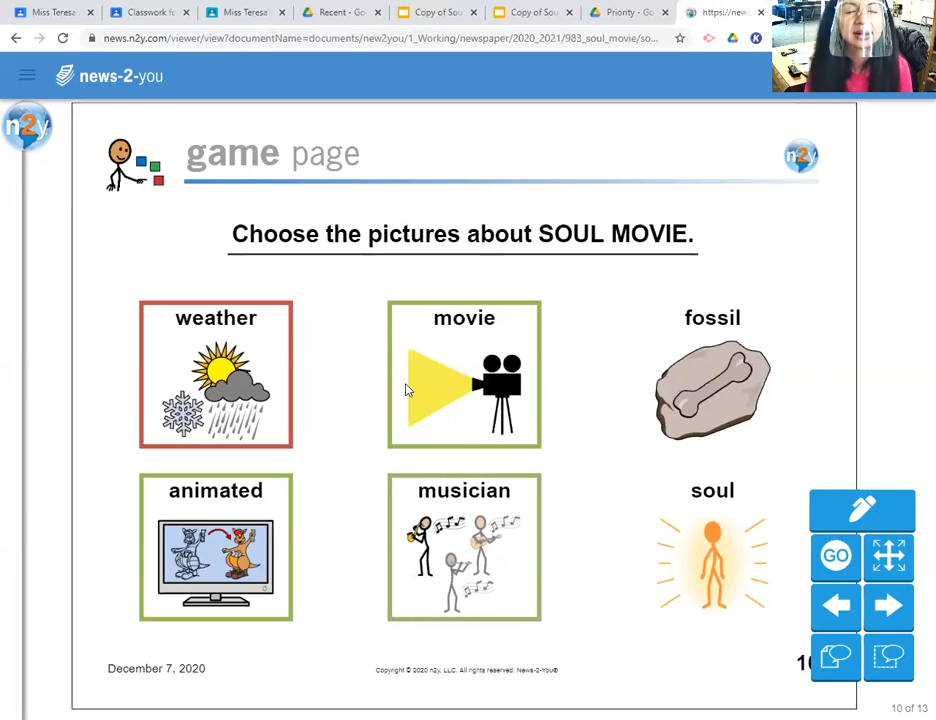 Miss Teresa'
Classwork fo
Miss Teresa
Recent - Go
Copy of Sou
Copy of Sou
Priority - Go
https://new
news.n2y.com/viewer/view?documentName=documents/new2you/1_Working/newspaper/2020_2021/983_soul_movie/so...
K
news-2-you
n2y
game page
n2y
Choose the pictures about SOUL MOVIE.
weather
movie
fossil
animated
musician
soul
GO
December 7, 2020
Copyright © 2020 n2y, LLC. All rights reserved. News-2-You®
10 of 13